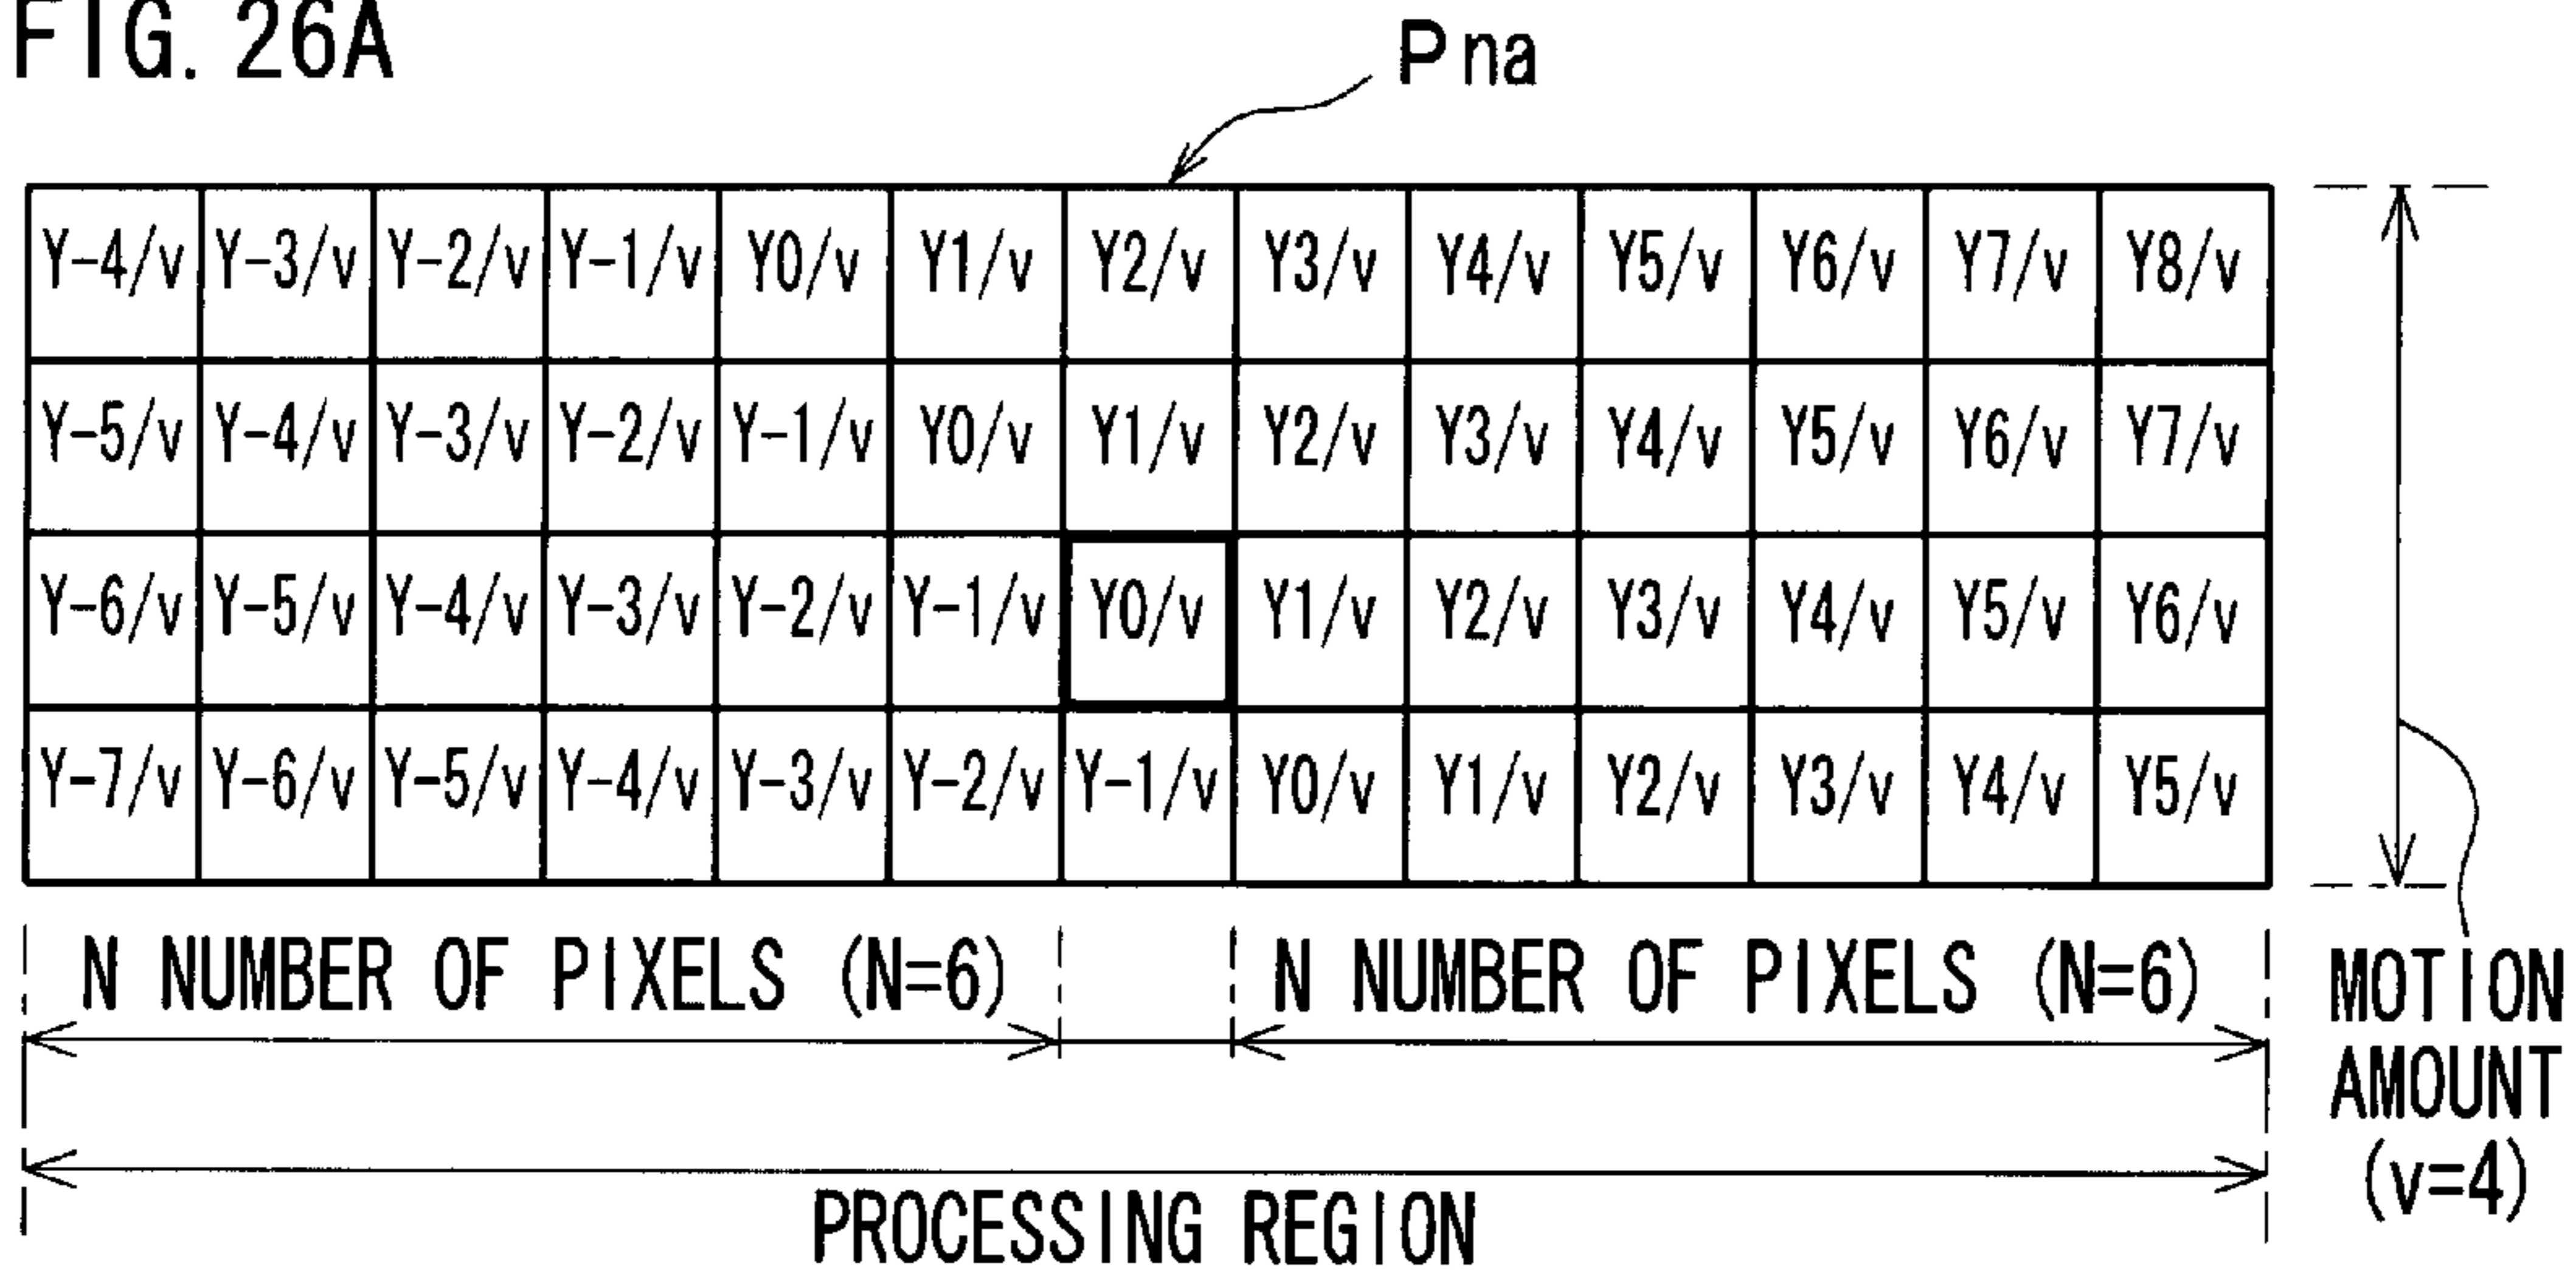 FIG. 26A
Pna
Y-4/v Y-3/v Y-2/v Y-1/v Y0/v Y1/v Y2/v Y3/v Y4/v Y5/v Y6/v Y7/v Y8/v
Y-5/v Y-4/v Y-3/v Y-2/v Y-1/v Y0/v Y1/v Y2/v Y3/v Y4/v Y5/v Y6/v Y7/v
Y-6/v Y-5/v Y-4/v Y-3/v Y-2/v Y-1/v Y0/v Y1/v Y2/v Y3/v Y4/v Y5/v Y6/v
Y-7/v Y-6/v Y-5/v Y-4/v Y-3/v Y-2/v Y-1/v Y0/v Y1/v Y2/v Y3/v Y4/v Y5/v
N NUMBER OF PIXELS (N=6) N NUMBER OF PIXELS (N=6)
MOTION
AMOUNT
(v=4)
PROCESSING REGION